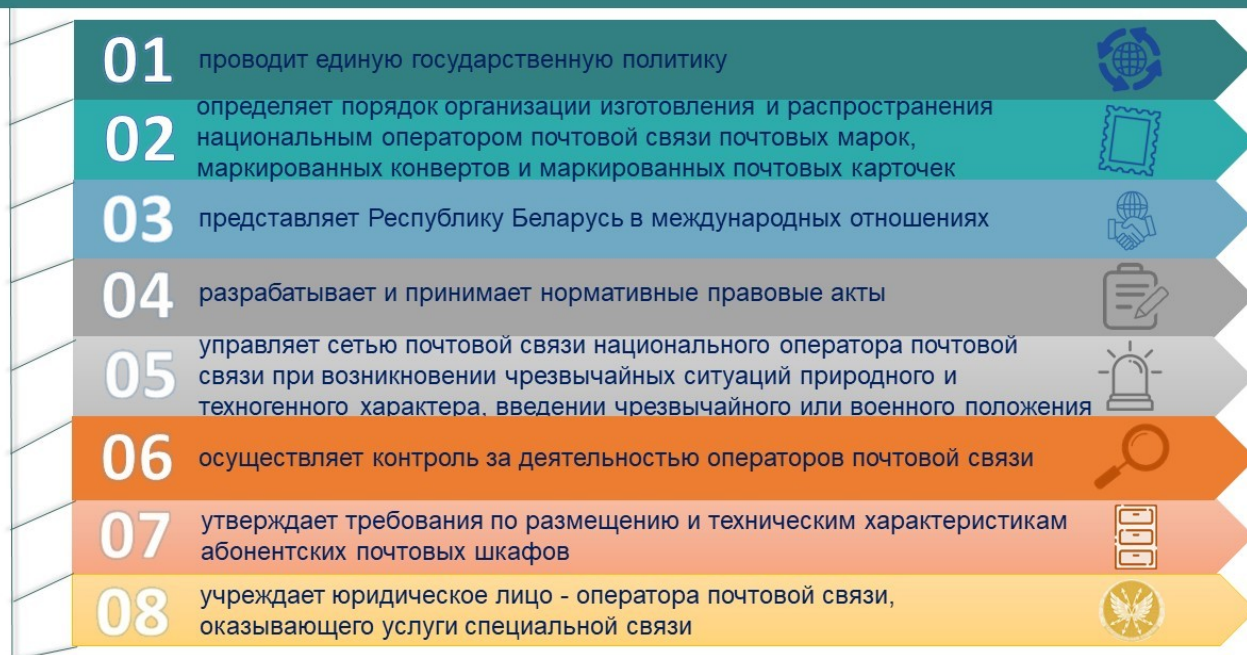 01
проводит единую государственную политику
02
определяет порядок организации изготовления и распространения
национальным оператором почтовой связи почтовых марок,
маркированных конвертов и маркированных почтовых карточек
03
представляет Республику Беларусь в международных отношениях
04
разрабатывает и принимает нормативные правовые акты
05
управляет сетью почтовой связи национального оператора почтовой
связи при возникновении чрезвычайных ситуаций природного и
техногенного характера, введении чрезвычайного или военного положения
06
осуществляет контроль за деятельностью операторов почтовой связи
07
утверждает требования по размещению и техническим характеристикам
абонентских почтовых шкафов
08
учреждает юридическое лицо - оператора почтовой связи,
оказывающего услуги специальной связи